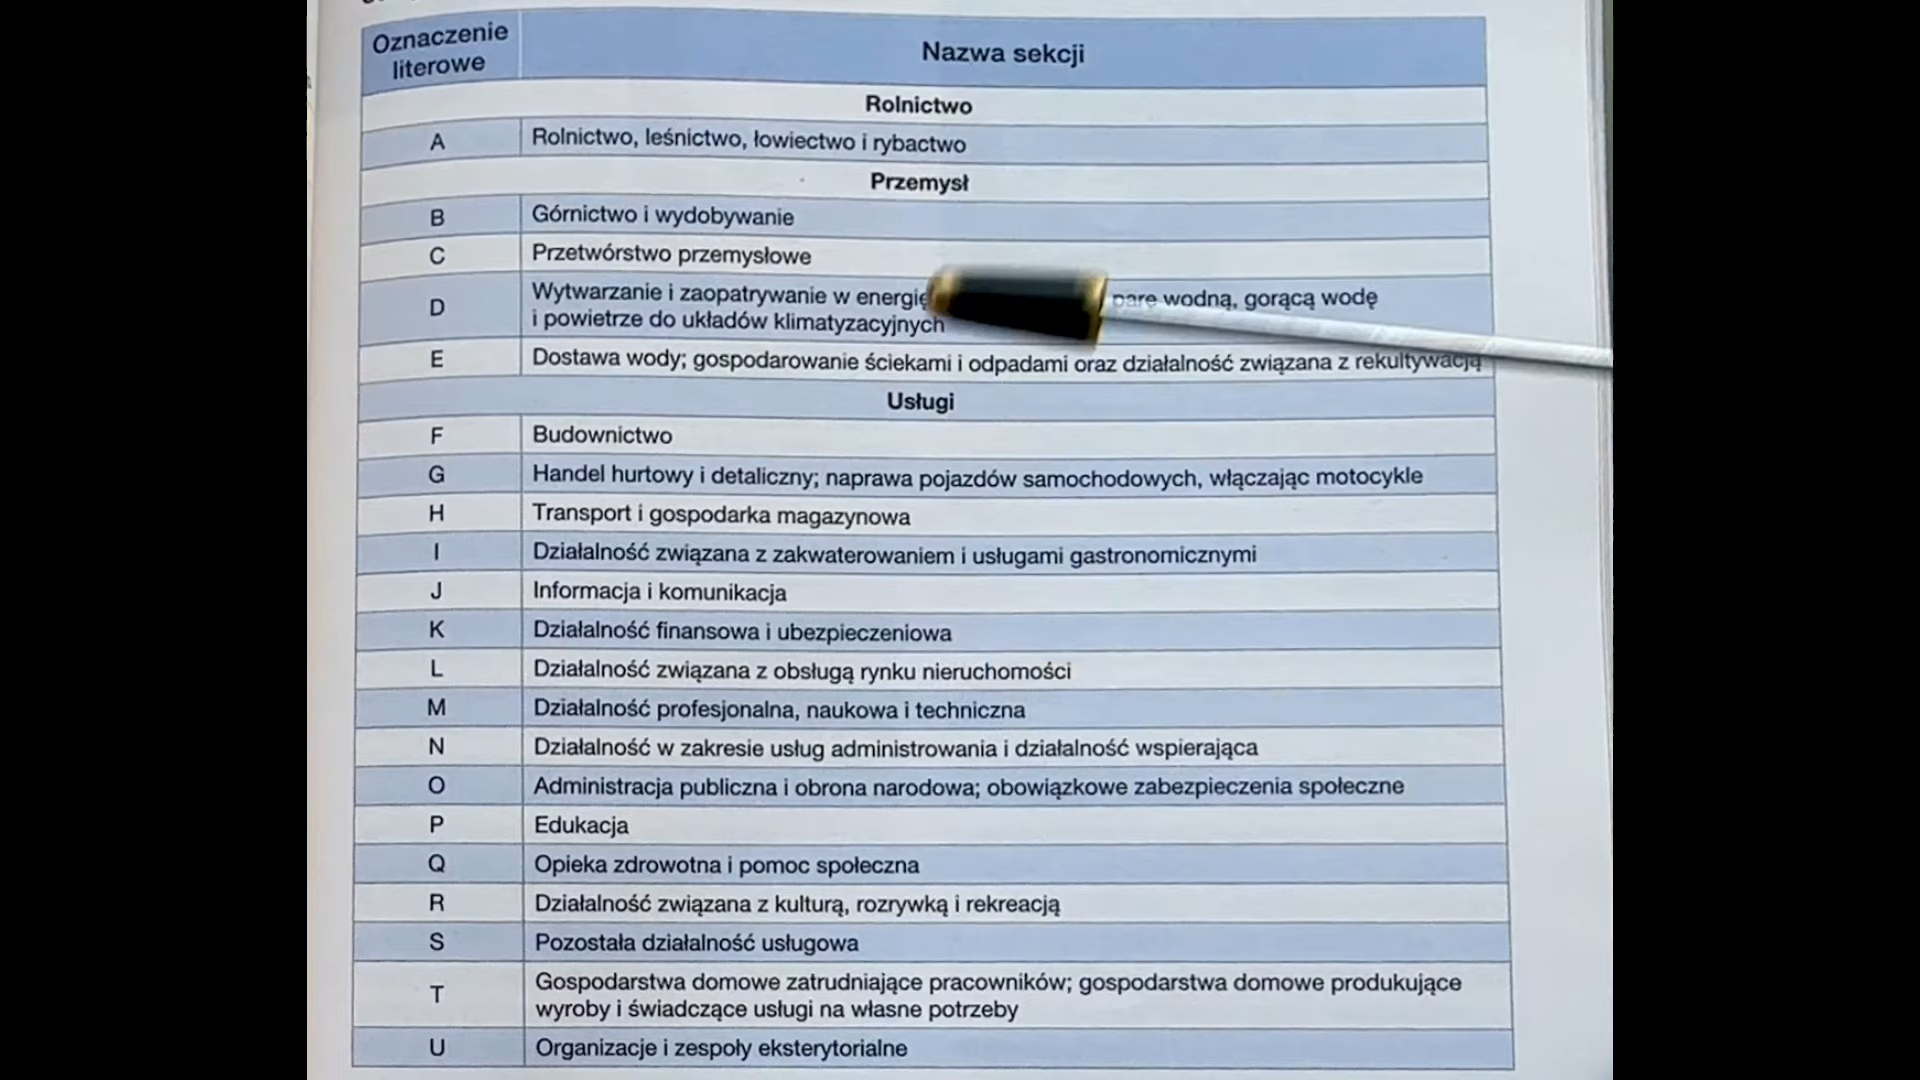 Oznaczenie
literowe
Nazwa sekcji
Rolnictwo
A
Rolnictwo, leśnictwo, łowiectwo i rybactwo
Przemysł
B
Górnictwo i wydobywanie
C
Przetwórstwo przemysłowe
D
Wytwarzanie i zaopatrywanie w energię parę wodną, gorącą wodę
i powietrze do układów klimatyzacyjnych
E
Dostawa wody; gospodarowanie ściekami i odpadami oraz działalność związana z rekultywacją
Usługi
F
Budownictwo
G
Handel hurtowy i detaliczny; naprawa pojazdów samochodowych, włączając motocykle
H
Transport i gospodarka magazynowa
I
Działalność związana z zakwaterowaniem i usługami gastronomicznymi
J
Informacja i komunikacja
K
Działalność finansowa i ubezpieczeniowa
L
Działalność związana z obsługą rynku nieruchomości
M
Działalność profesjonalna, naukowa i techniczna
N
Działalność w zakresie usług administrowania i działalność wspierająca
O
Administracja publiczna i obrona narodowa; obowiązkowe zabezpieczenia społeczne
P
Edukacja
Q
Opieka zdrowotna i pomoc społeczna
R
Działalność związana z kulturą, rozrywką i rekreacją
S
Pozostała działalność usługowa
T
Gospodarstwa domowe zatrudniające pracowników; gospodarstwa domowe produkujące
wyroby i świadczące usługi na własne potrzeby
U
Organizacje i zespoły eksterytorialne